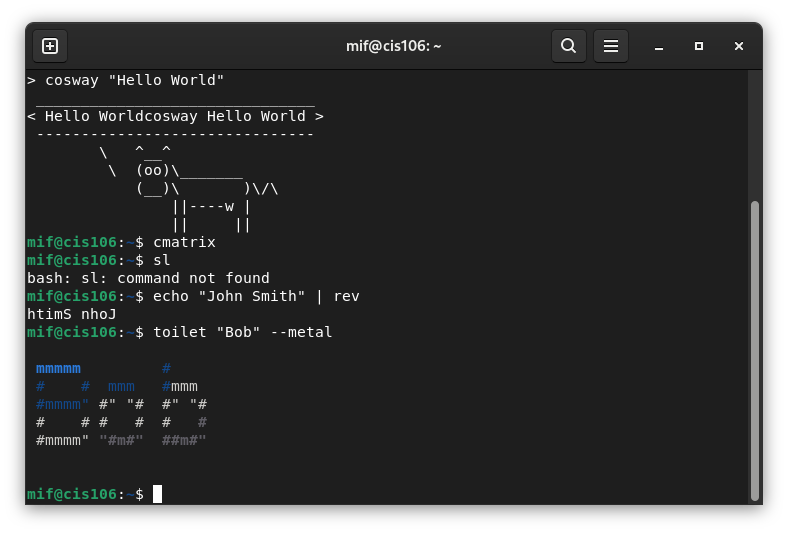 mif@cis106: ~
> cosway "Hello World"
 _______________________________
< Hello Worldcosway Hello World >
 -------------------------------
        \   ^__^
         \  (oo)\_______
            (__)\       )\/\
                ||----w |
                ||     ||
mif@cis106:~$ cmatrix
mif@cis106:~$ sl
bash: sl: command not found
mif@cis106:~$ echo "John Smith" | rev
htimS nhoJ
mif@cis106:~$ toilet "Bob" --metal
 mmmmm         #
 #    #  mmm   #mmm
 #mmmm" #" "#  #" "#
 #    # #   #  #   #
 #mmmm" "#m#"  ##m#"
mif@cis106:~$